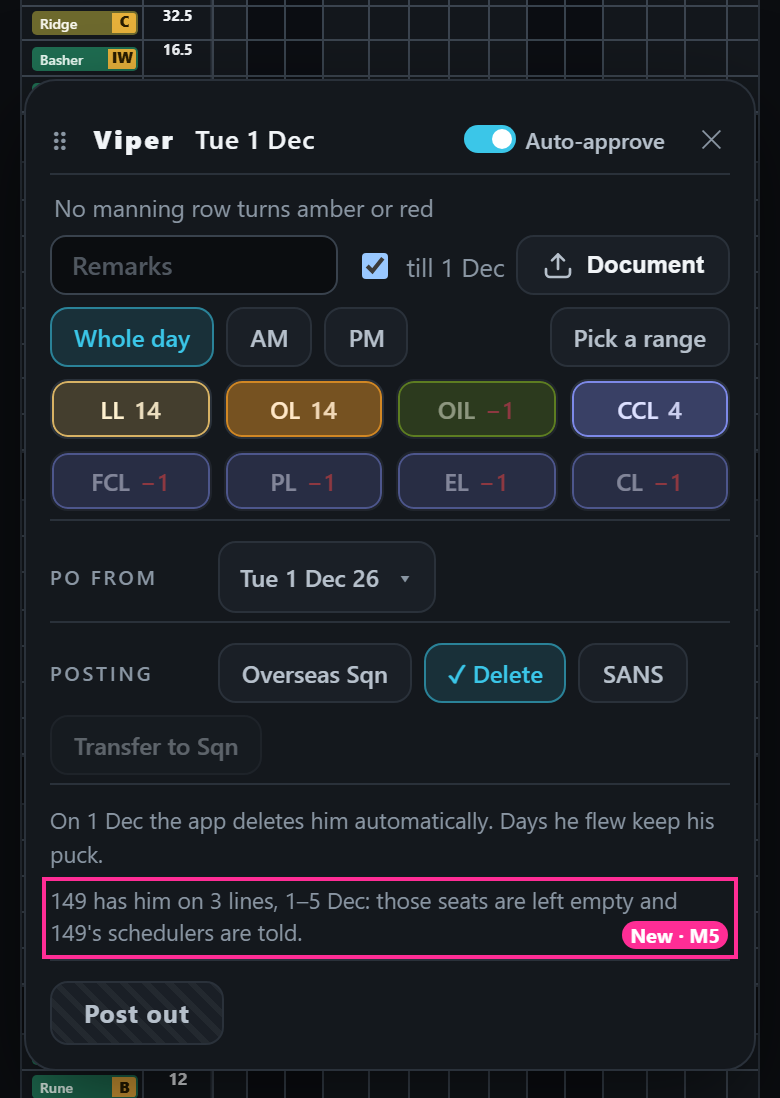 Ridge C 32.5
Basher IW 16.5
Viper Tue 1 Dec Auto-approve
No manning row turns amber or red
Remarks till 1 Dec Document
Whole day AM PM Pick a range
LL 14 OL 14 OIL −1 CCL 4
FCL −1 PL −1 EL −1 CL −1
PO FROM Tue 1 Dec 26
POSTING Overseas Sqn ✓ Delete SANS
Transfer to Sqn
On 1 Dec the app deletes him automatically. Days he flew keep his
puck.
149 has him on 3 lines, 1–5 Dec: those seats are left empty and
149's schedulers are told.
New · M5
Post out
Rune B 12